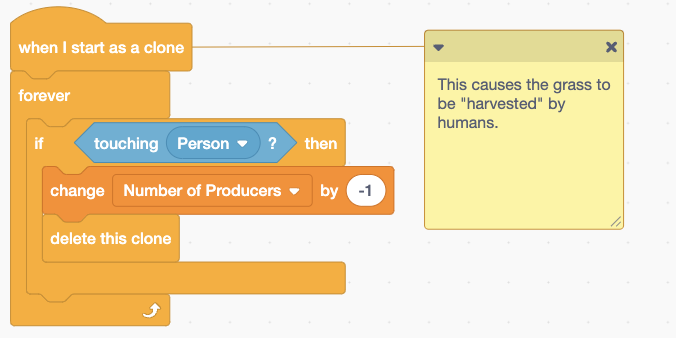 when I start as a clone
forever
if touching Person ? then
change Number of Producers by -1
delete this clone
This causes the grass to
be "harvested" by
humans.